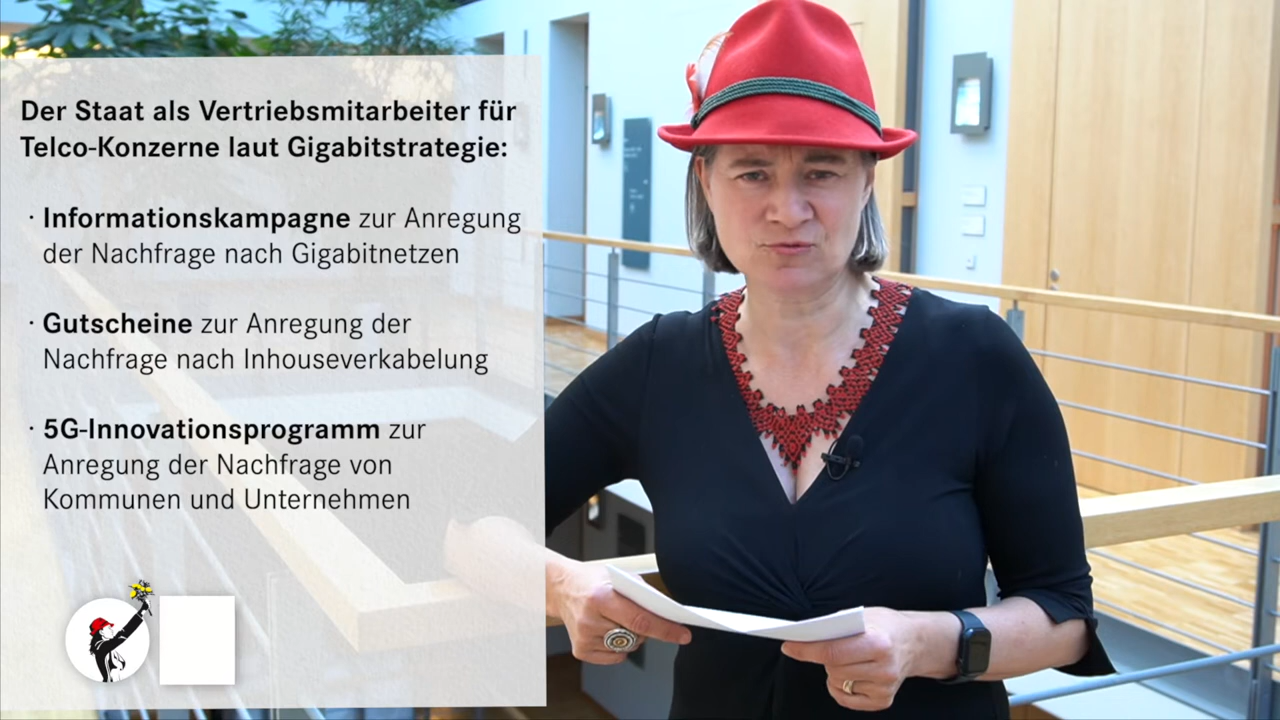 Der Staat als Vertriebsmitarbeiter für
Telco-Konzerne laut Gigabitstrategie:
· Informationskampagne zur Anregung
der Nachfrage nach Gigabitnetzen
· Gutscheine zur Anregung der
Nachfrage nach Inhouseverkabelung
· 5G-Innovationsprogramm zur
Anregung der Nachfrage von
Kommunen und Unternehmen